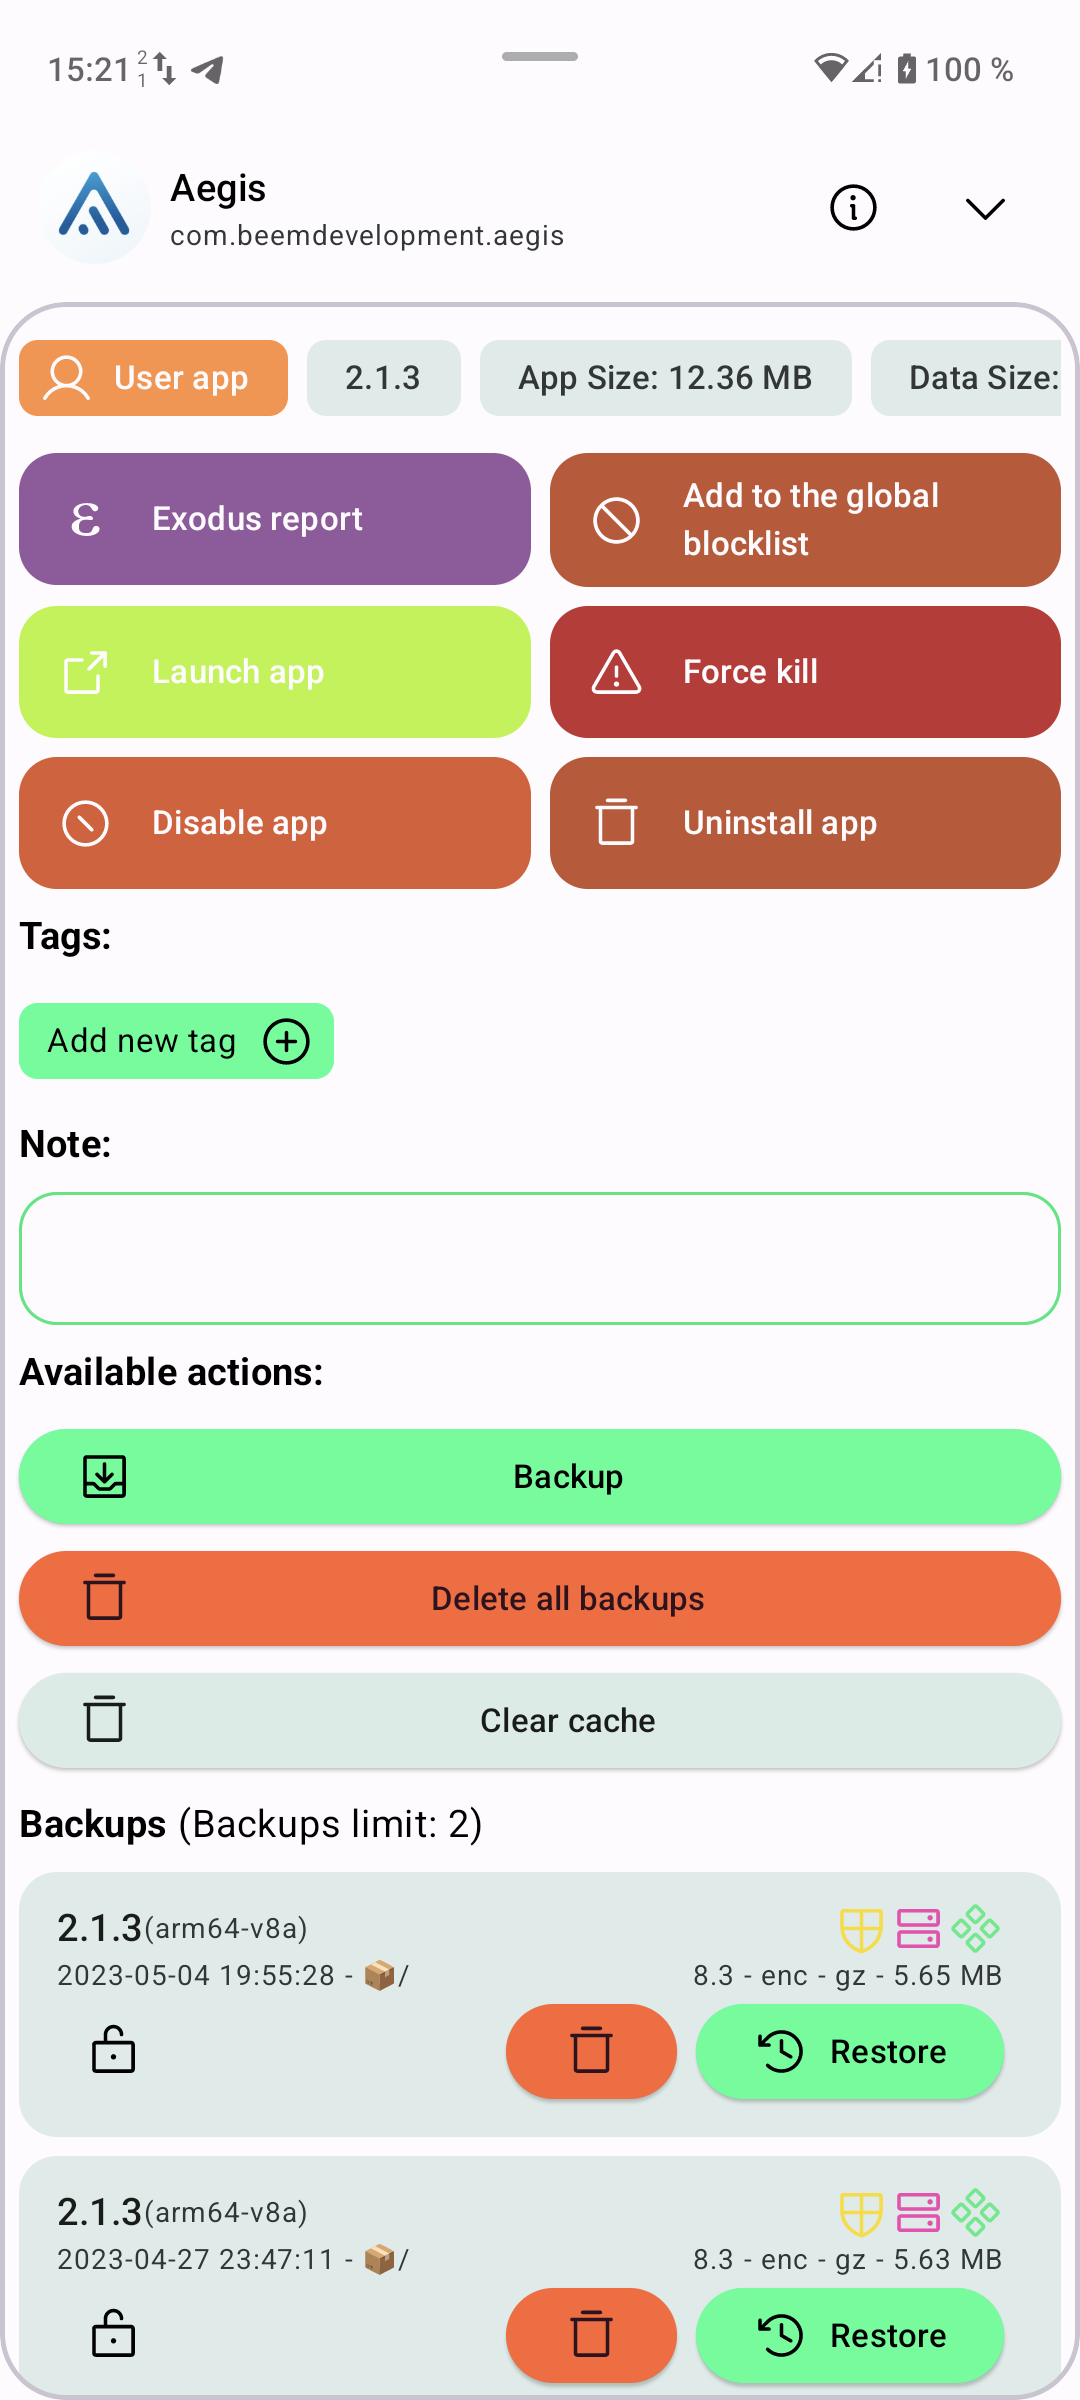 15:21 2 1 100 %
Aegis
com.beemdevelopment.aegis
User app 2.1.3 App Size: 12.36 MB Data Size:
Exodus report
Add to the global
blocklist
Launch app
Force kill
Disable app
Uninstall app
Tags:
Add new tag
Note:
Available actions:
Backup
Delete all backups
Clear cache
Backups (Backups limit: 2)
2.1.3(arm64-v8a)
2023-05-04 19:55:28 - 📦/ 8.3 - enc - gz - 5.65 MB
Restore
2.1.3(arm64-v8a)
2023-04-27 23:47:11 - 📦/ 8.3 - enc - gz - 5.63 MB
Restore